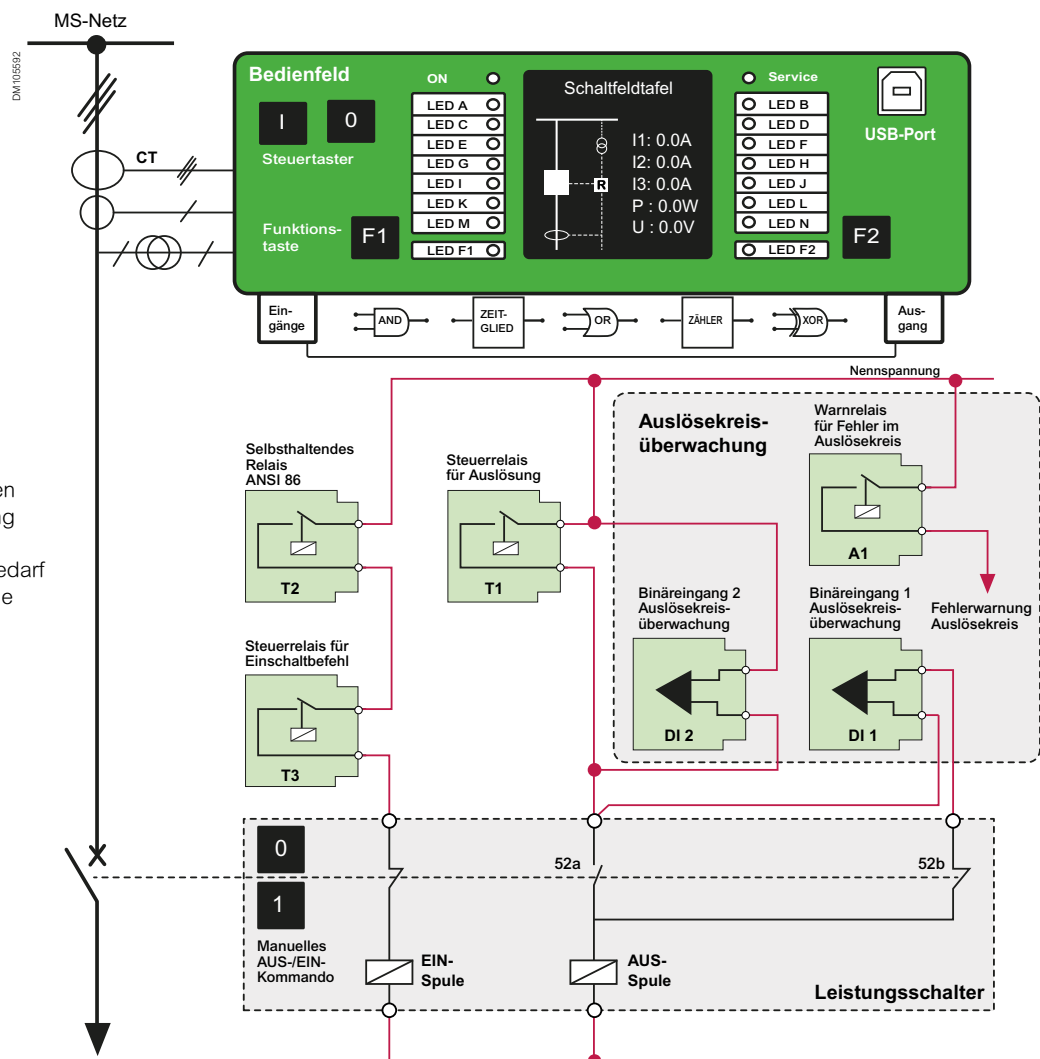 MS-Netz
DM105592
Bedienfeld
ON
Schaltfeldtafel
Service
I
0
Steuertaster
LED A
LED C
LED E
LED G
LED I
LED K
LED M
LED F1
I1: 0.0A
I2: 0.0A
I3: 0.0A
P : 0.0W
U : 0.0V
R
LED B
LED D
LED F
LED H
LED J
LED L
LED N
LED F2
USB-Port
CT
Funktions-
taste
F1
F2
Ein-
gänge
AND
ZEIT-
GLIED
OR
ZÄHLER
XOR
Aus-
gang
Nennspannung
Auslösekreis-
überwachung
Warnrelais
für Fehler im
Auslösekreis
A1
Selbsthaltendes
Relais
ANSI 86
T2
Steuerrelais
für Auslösung
T1
en
g
edarf
e
Binäreingang 2
Auslösekreis-
überwachung
DI 2
Binäreingang 1
Auslösekreis-
überwachung
DI 1
Fehlerwarnung
Auslösekreis
Steuerrelais für
Einschaltbefehl
T3
0
1
Manuelles
AUS-/EIN-
Kommando
52a
52b
EIN-
Spule
AUS-
Spule
Leistungsschalter